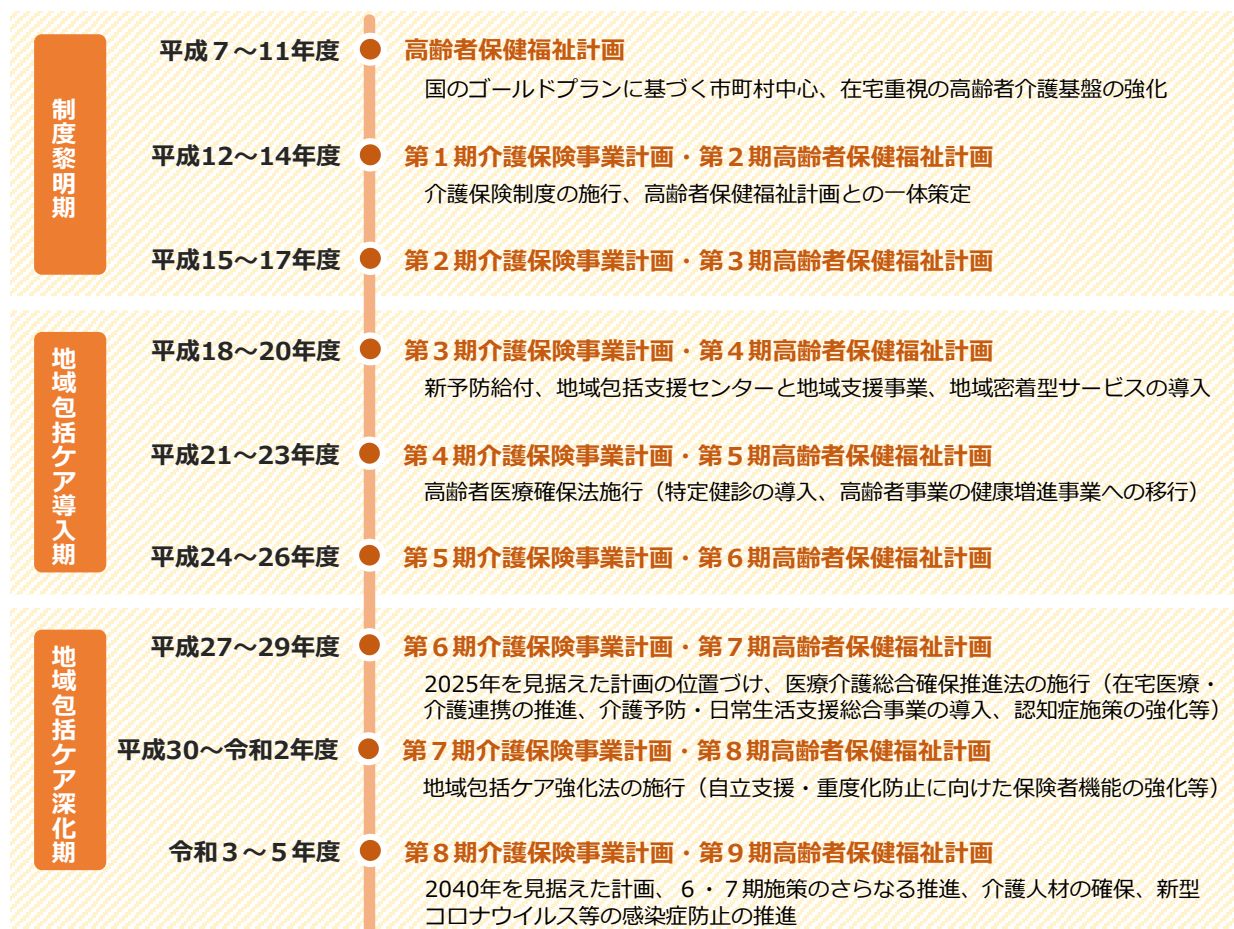 制度黎明期
平成７～11年度
高齢者保健福祉計画
国のゴールドプランに基づく市町村中心、在宅重視の高齢者介護基盤の強化
平成12～14年度
第１期介護保険事業計画・第２期高齢者保健福祉計画
介護保険制度の施行、高齢者保健福祉計画との一体策定
平成15～17年度
第２期介護保険事業計画・第３期高齢者保健福祉計画
地域包括ケア導入期
平成18～20年度
第３期介護保険事業計画・第４期高齢者保健福祉計画
新予防給付、地域包括支援センターと地域支援事業、地域密着型サービスの導入
平成21～23年度
第４期介護保険事業計画・第５期高齢者保健福祉計画
高齢者医療確保法施行（特定健診の導入、高齢者事業の健康増進事業への移行）
平成24～26年度
第５期介護保険事業計画・第６期高齢者保健福祉計画
地域包括ケア深化期
平成27～29年度
第６期介護保険事業計画・第７期高齢者保健福祉計画
2025年を見据えた計画の位置づけ、医療介護総合確保推進法の施行（在宅医療・
介護連携の推進、介護予防・日常生活支援総合事業の導入、認知症施策の強化等）
平成30～令和2年度
第７期介護保険事業計画・第８期高齢者保健福祉計画
地域包括ケア強化法の施行（自立支援・重度化防止に向けた保険者機能の強化等）
令和３～５年度
第８期介護保険事業計画・第９期高齢者保健福祉計画
2040年を見据えた計画、６・７期施策のさらなる推進、介護人材の確保、新型
コロナウイルス等の感染症防止の推進